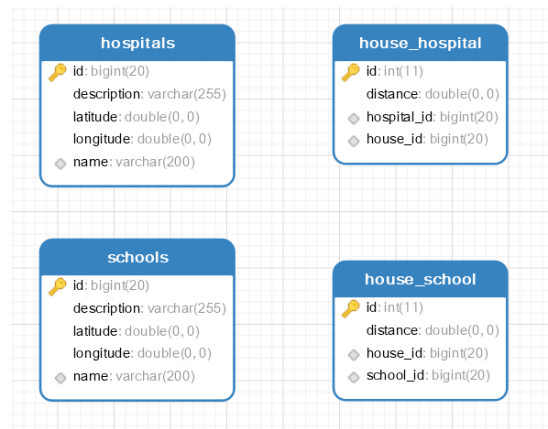 hospitals
id: bigint(20)
description: varchar(255)
latitude: double(0, 0)
longitude: double(0, 0)
name: varchar(200)
house_hospital
id: int(11)
distance: double(0, 0)
hospital_id: bigint(20)
house_id: bigint(20)
schools
id: bigint(20)
description: varchar(255)
latitude: double(0, 0)
longitude: double(0, 0)
name: varchar(200)
house_school
id: int(11)
distance: double(0, 0)
house_id: bigint(20)
school_id: bigint(20)